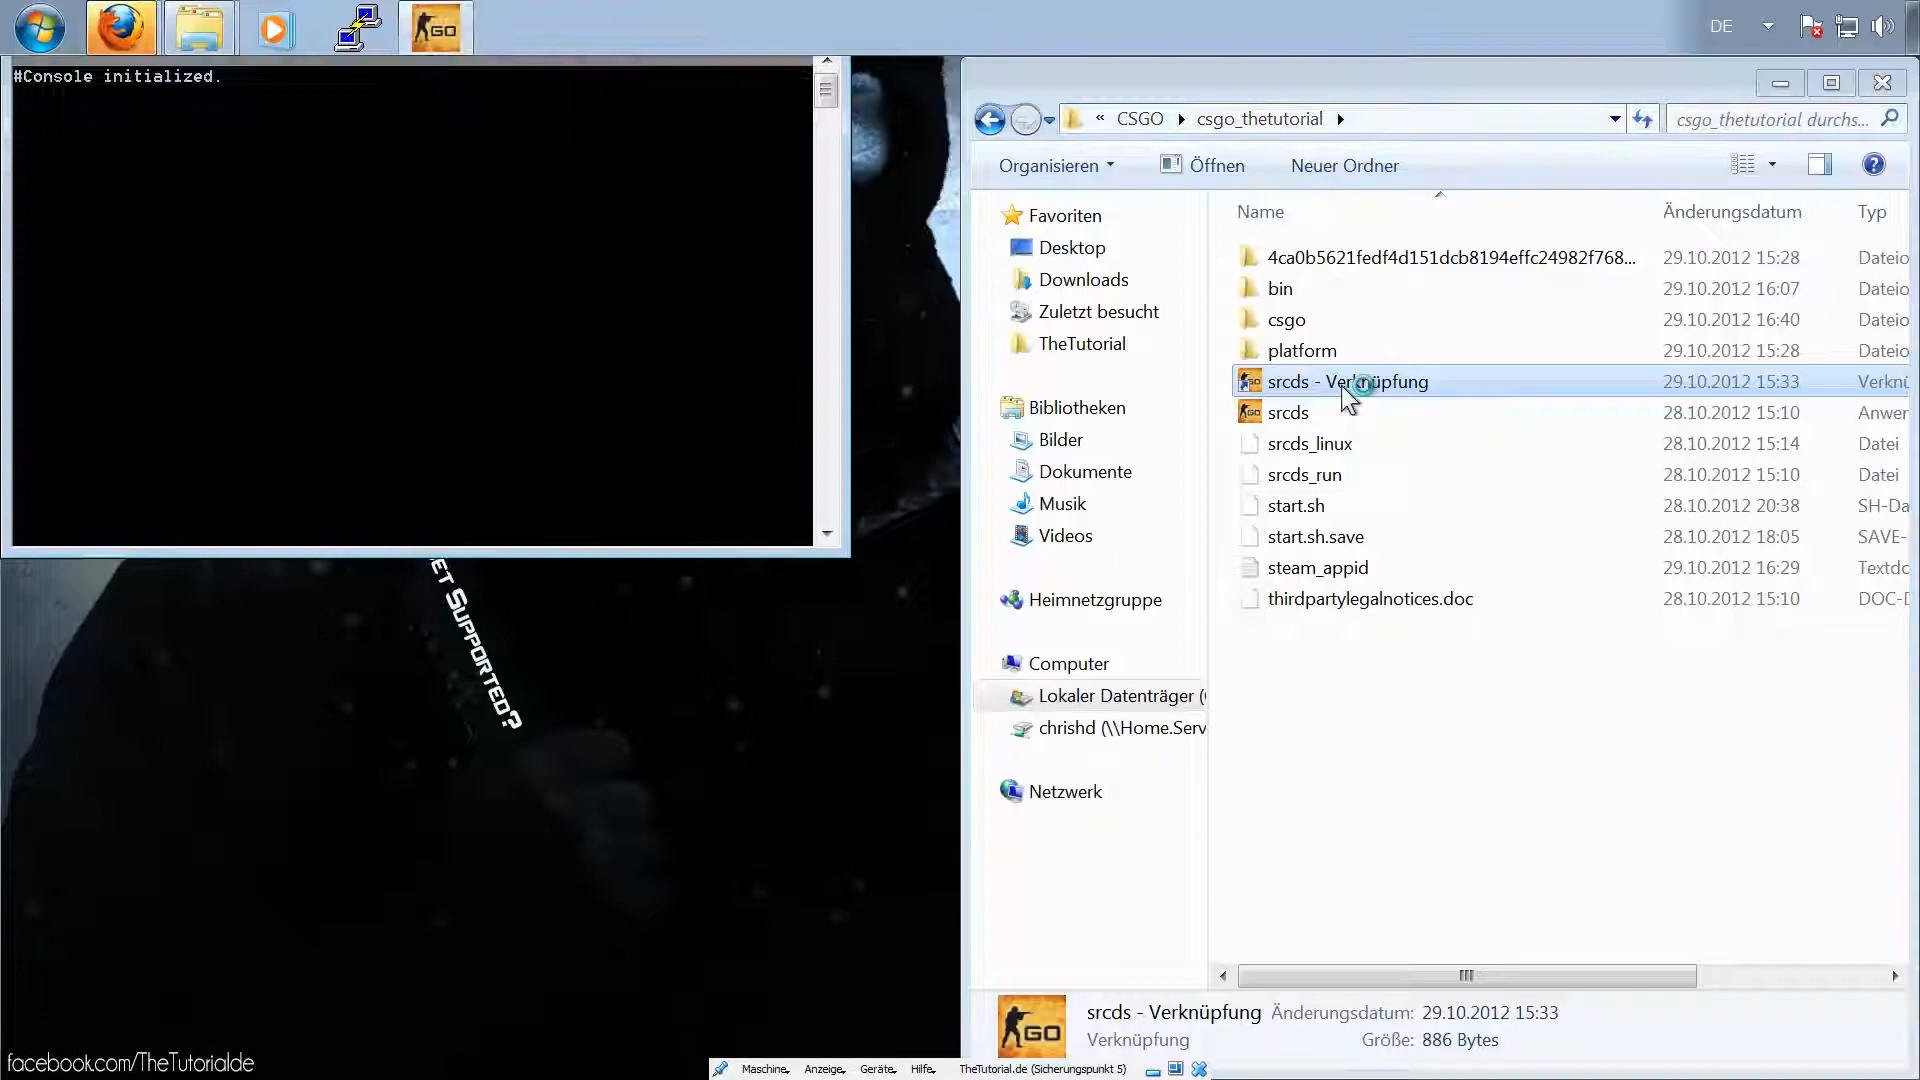 GO
DE
#Console initialized.
« CSGO csgo_thetutorial
csgo_thetutorial durchs...
Organisieren Öffnen Neuer Ordner
Name Änderungsdatum Typ
Favoriten
Desktop
Downloads
Zuletzt besucht
TheTutorial
Bibliotheken
Bilder
Dokumente
Musik
Videos
Heimnetzgruppe
Computer
Lokaler Datenträger (
chrishd (\\Home.Serv
Netzwerk
4ca0b5621fedf4d151dcb8194effc24982f768... 29.10.2012 15:28 Dateio
bin 29.10.2012 16:07 Dateio
csgo 29.10.2012 16:40 Dateio
platform 29.10.2012 15:28 Dateio
srcds - Verknüpfung 29.10.2012 15:33 Verknü
srcds 28.10.2012 15:10 Anwer
srcds_linux 28.10.2012 15:14 Datei
srcds_run 28.10.2012 15:10 Datei
start.sh 28.10.2012 20:38 SH-Da
start.sh.save 28.10.2012 18:05 SAVE-
steam_appid 29.10.2012 16:29 Textdc
thirdpartylegalnotices.doc 28.10.2012 15:10 DOC-D
ET SUPPORTED?
GO
srcds - Verknüpfung Änderungsdatum: 29.10.2012 15:33
Verknüpfung Größe: 886 Bytes
facebook.com/TheTutorialde
Maschine Anzeige Geräte Hilfe TheTutorial.de (Sicherungspunkt 5)